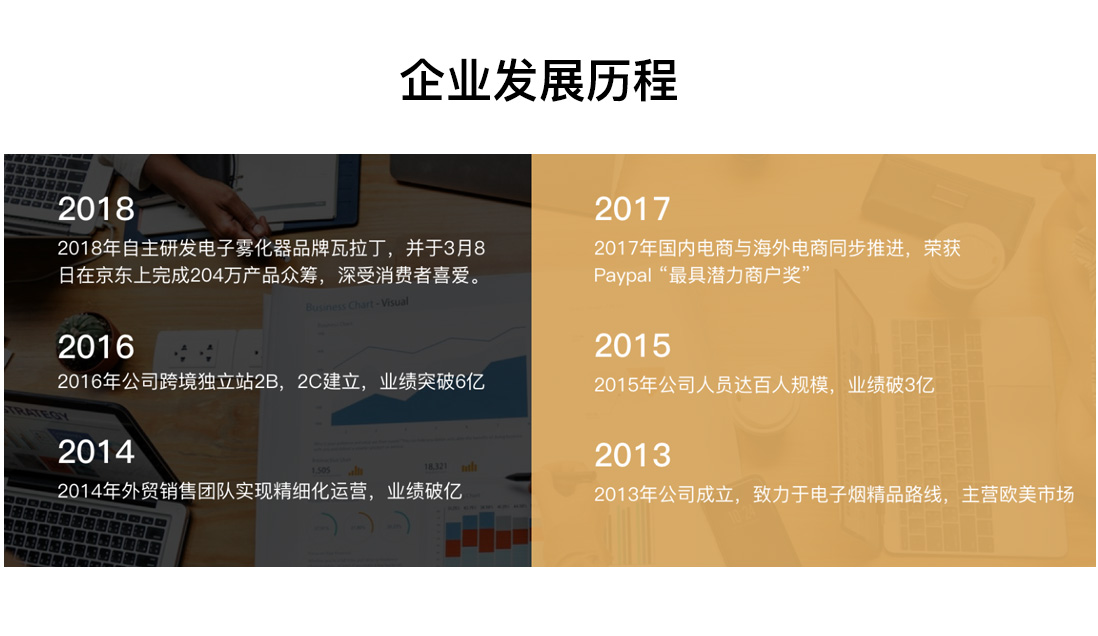 企业发展历程
2018
2018年自主研发电子雾化器品牌瓦拉丁，并于3月8
日在京东上完成204万产品众筹，深受消费者喜爱。
2017
2017年国内电商与海外电商同步推进，荣获
Paypal“最具潜力商户奖”
2016
2016年公司跨境独立站2B，2C建立，业绩突破6亿
2015
2015年公司人员达百人规模，业绩破3亿
2014
2014年外贸销售团队实现精细化运营，业绩破亿
2013
2013年公司成立，致力于电子烟精品路线，主营欧美市场
Business Chart - Visual
STRATEGY
1,595
18,321